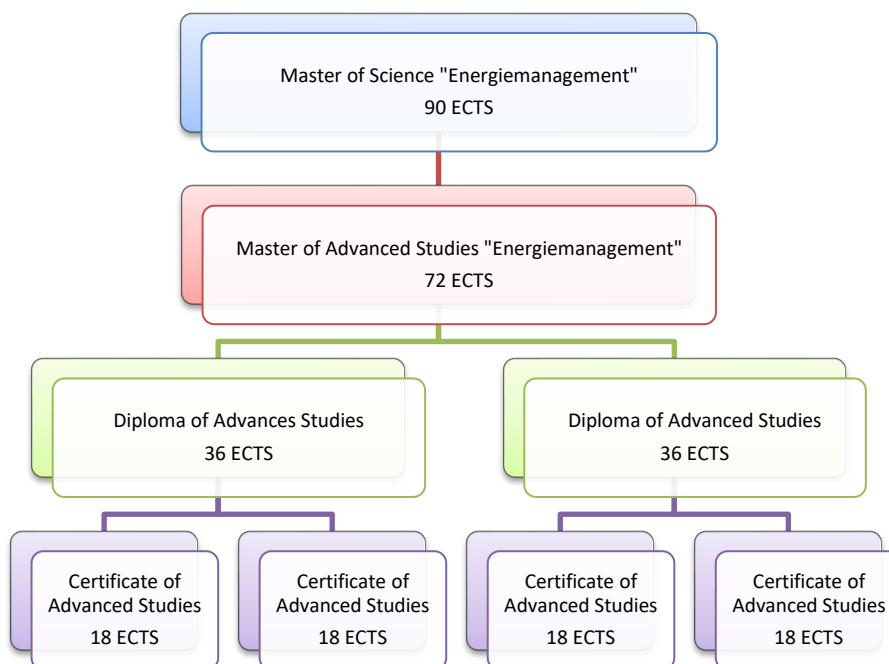 Master of Science "Energiemanagement"
90 ECTS
Master of Advanced Studies "Energiemanagement"
72 ECTS
Diploma of Advances Studies
36 ECTS
Diploma of Advanced Studies
36 ECTS
Certificate of
Advanced Studies
18 ECTS
Certificate of
Advanced Studies
18 ECTS
Certificate of
Advanced Studies
18 ECTS
Certificate of
Advanced Studies
18 ECTS